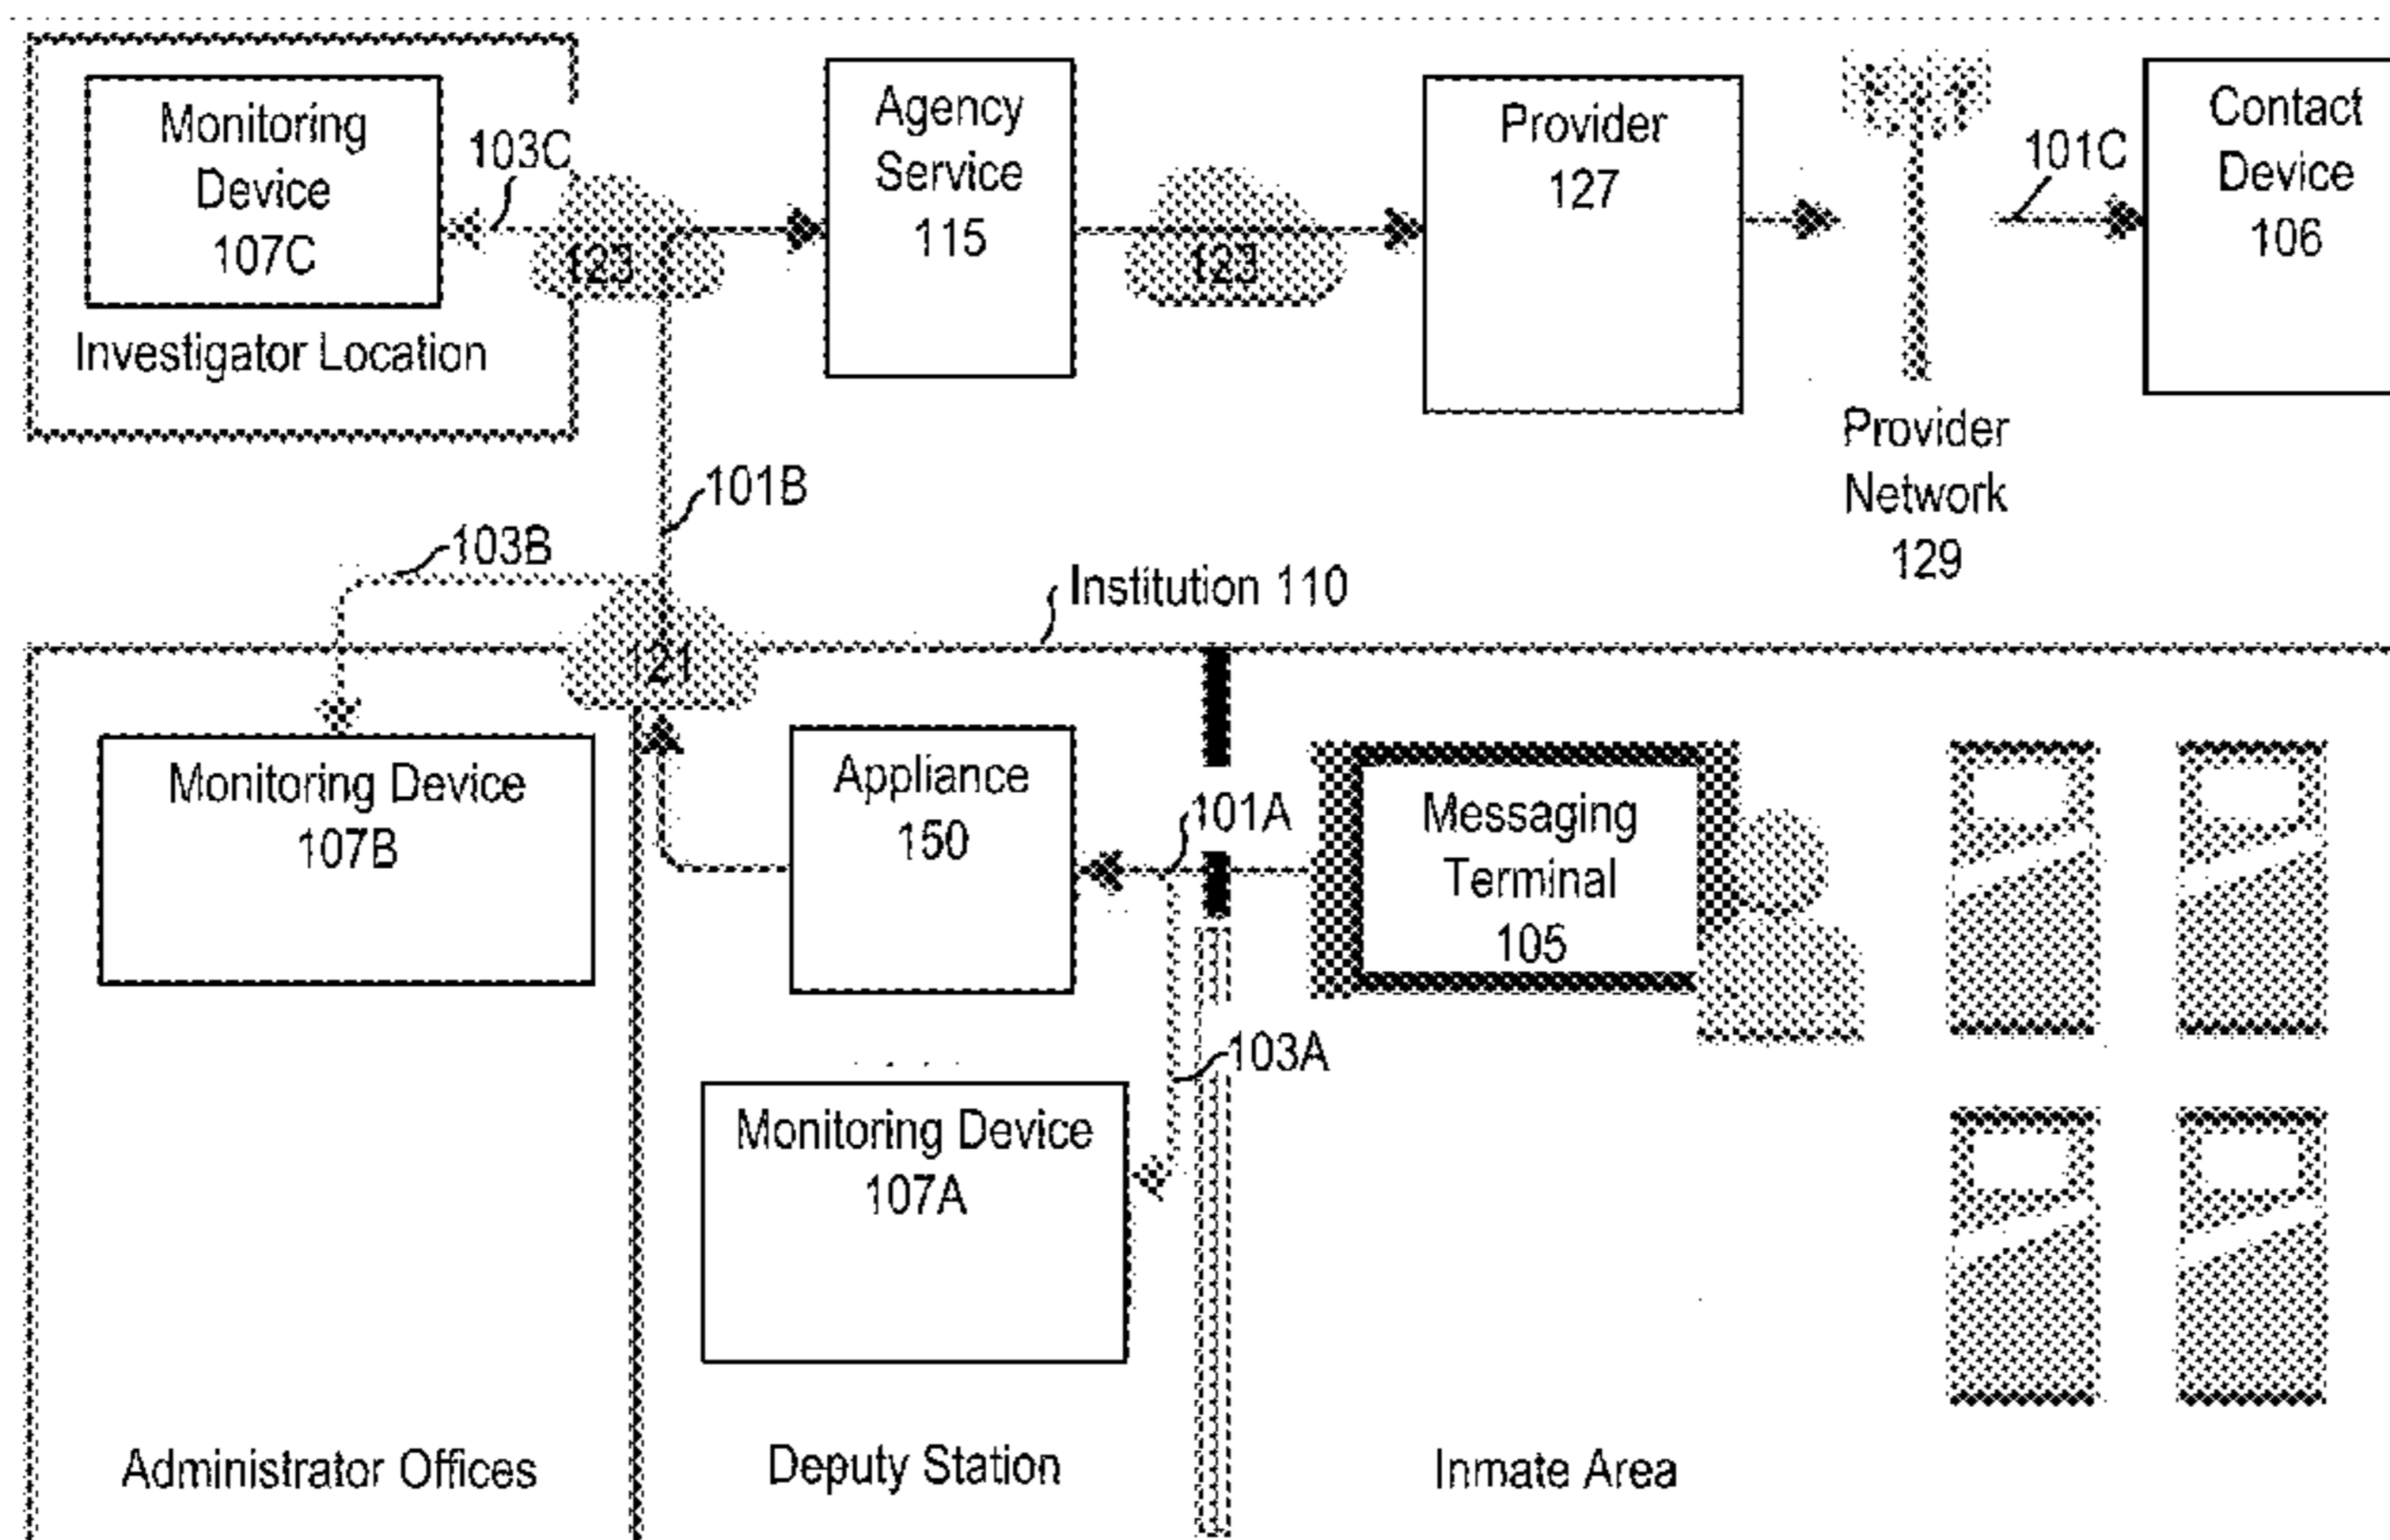 Monitoring
Device
107C
Investigator Location
103C
123
Agency
Service
115
123
Provider
127
Provider
Network
129
101C
Contact
Device
106
101B
103B
Institution 110
121
Monitoring Device
107B
Administrator Offices
Appliance
150
101A
103A
Monitoring Device
107A
Deputy Station
Messaging
Terminal
105
Inmate Area